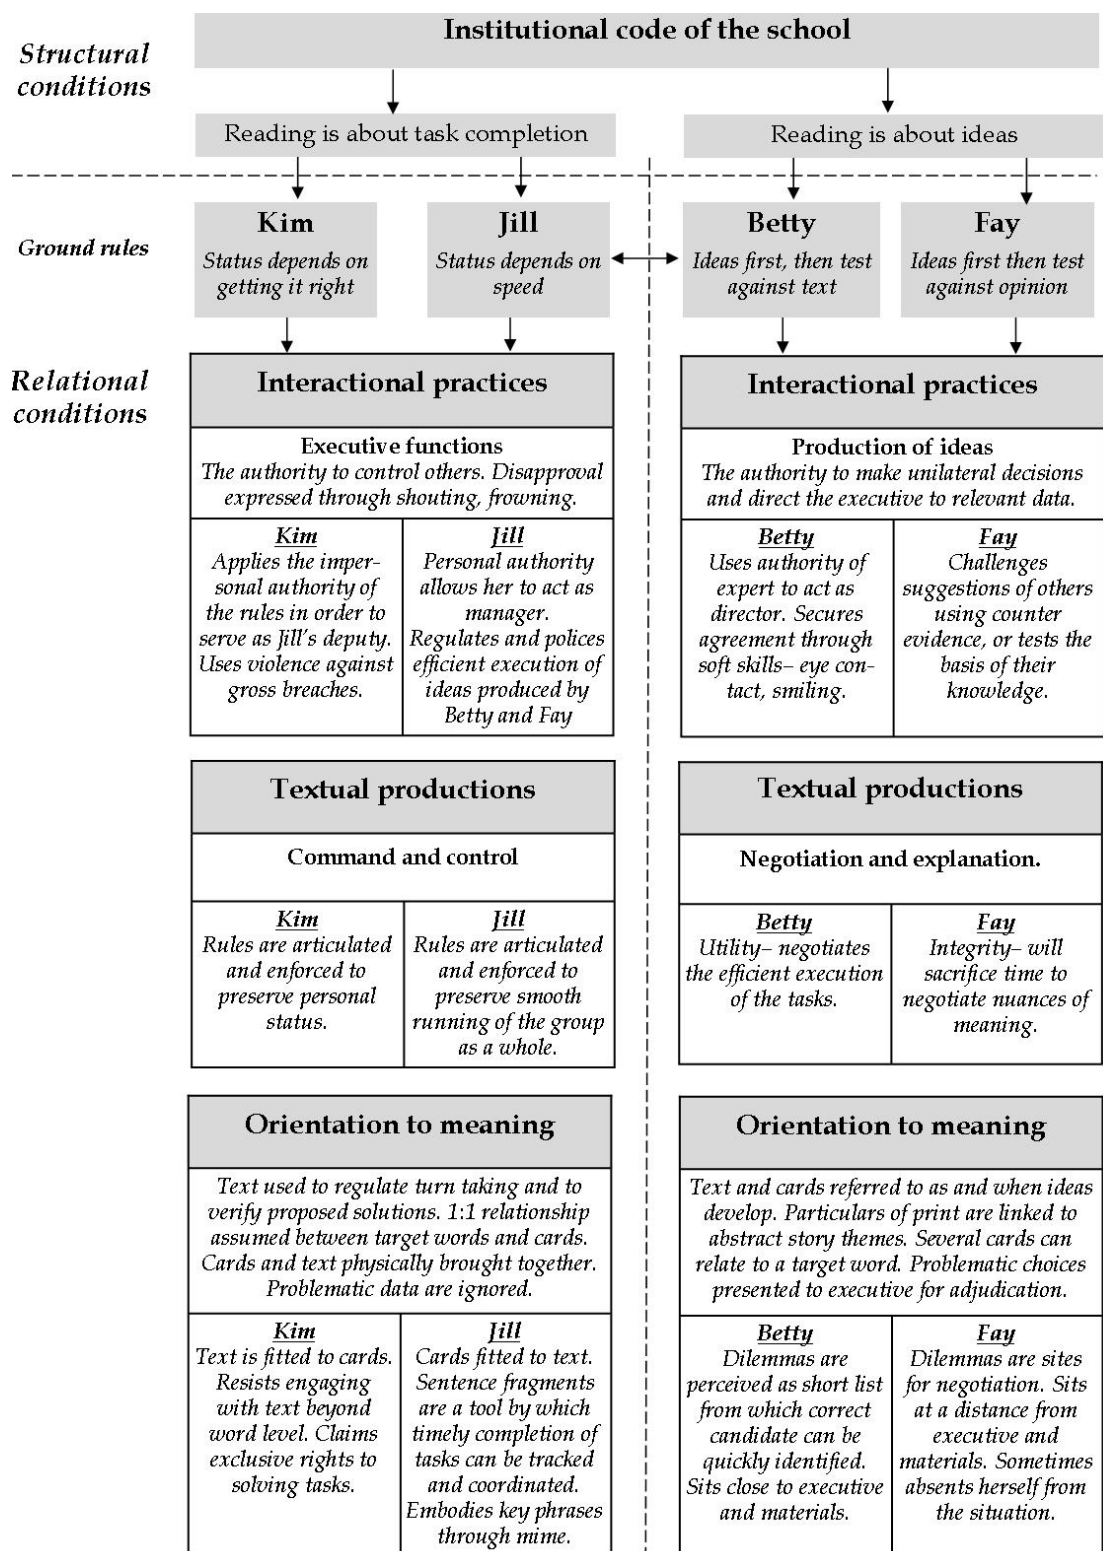 Structural
conditions
Institutional code of the school
Reading is about task completion
Reading is about ideas
Ground rules
Kim
Status depends on
getting it right
Jill
Status depends on
speed
Betty
Ideas first, then test
against text
Fay
Ideas first then test
against opinion
Relational
conditions
Interactional practices
Executive functions
The authority to control others. Disapproval
expressed through shouting, frowning.
Kim
Applies the imper-
sonal authority of
the rules in order to
serve as Jill's deputy.
Uses violence against
gross breaches.
Jill
Personal authority
allows her to act as
manager.
Regulates and polices
efficient execution of
ideas produced by
Betty and Fay
Interactional practices
Production of ideas
The authority to make unilateral decisions
and direct the executive to relevant data.
Betty
Uses authority of
expert to act as
director. Secures
agreement through
soft skills– eye con-
tact, smiling.
Fay
Challenges
suggestions of others
using counter
evidence, or tests the
basis of their
knowledge.
Textual productions
Command and control
Kim
Rules are articulated
and enforced to
preserve personal
status.
Jill
Rules are articulated
and enforced to
preserve smooth
running of the group
as a whole.
Textual productions
Negotiation and explanation.
Betty
Utility– negotiates
the efficient execution
of the tasks.
Fay
Integrity– will
sacrifice time to
negotiate nuances of
meaning.
Orientation to meaning
Text used to regulate turn taking and to
verify proposed solutions. 1:1 relationship
assumed between target words and cards.
Cards and text physically brought together.
Problematic data are ignored.
Kim
Text is fitted to cards.
Resists engaging
with text beyond
word level. Claims
exclusive rights to
solving tasks.
Jill
Cards fitted to text.
Sentence fragments
are a tool by which
timely completion of
tasks can be tracked
and coordinated.
Embodies key phrases
through mime.
Orientation to meaning
Text and cards referred to as and when ideas
develop. Particulars of print are linked to
abstract story themes. Several cards can
relate to a target word. Problematic choices
presented to executive for adjudication.
Betty
Dilemmas are
perceived as short list
from which correct
candidate can be
quickly identified.
Sits close to executive
and materials.
Fay
Dilemmas are sites
for negotiation. Sits
at a distance from
executive and
materials. Sometimes
absents herself from
the situation.